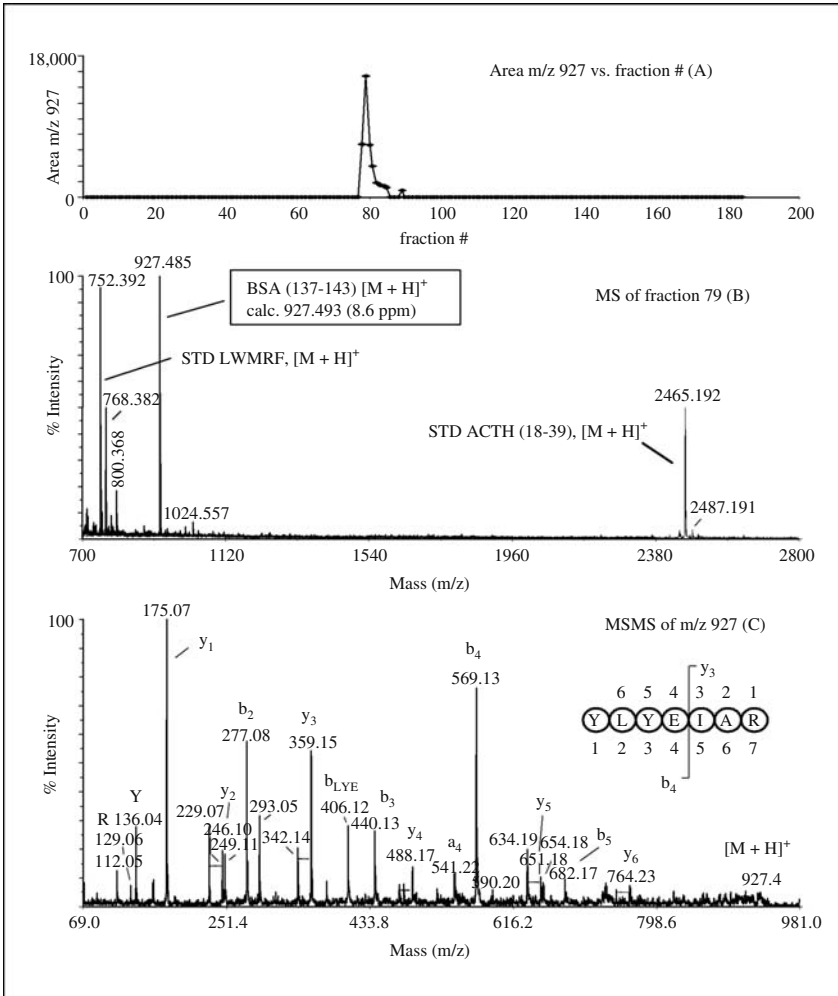 18,000
Area m/z 927 vs. fraction # (A)
Area m/z 927
0
0 20 40 60 80 100 120 140 160 180 200
fraction #
100
752.392
927.485
BSA (137-143) [M + H]+
calc. 927.493 (8.6 ppm)
MS of fraction 79 (B)
% Intensity
STD LWMRF, [M + H]+
768.382
800.368
1024.557
2465.192
STD ACTH (18-39), [M + H]+
2487.191
700 1120 1540 1960 2380 2800
Mass (m/z)
100
175.07
MSMS of m/z 927 (C)
y1
b4
569.13
y3
6 5 4 3 2 1
Y L Y E I A R
1 2 3 4 5 6 7
b4
% Intensity
b2
277.08
y3
359.15
Y
R 136.04
129.06
112.05
229.07
y2
246.10
249.11
293.05
342.14
bLYE
406.12
b3
440.13
y4
488.17
a4
541.22
590.20
634.19
y5
654.18
651.18
b5
682.17
y6
764.23
[M + H]+
927.4
69.0 251.4 433.8 616.2 798.6 981.0
Mass (m/z)